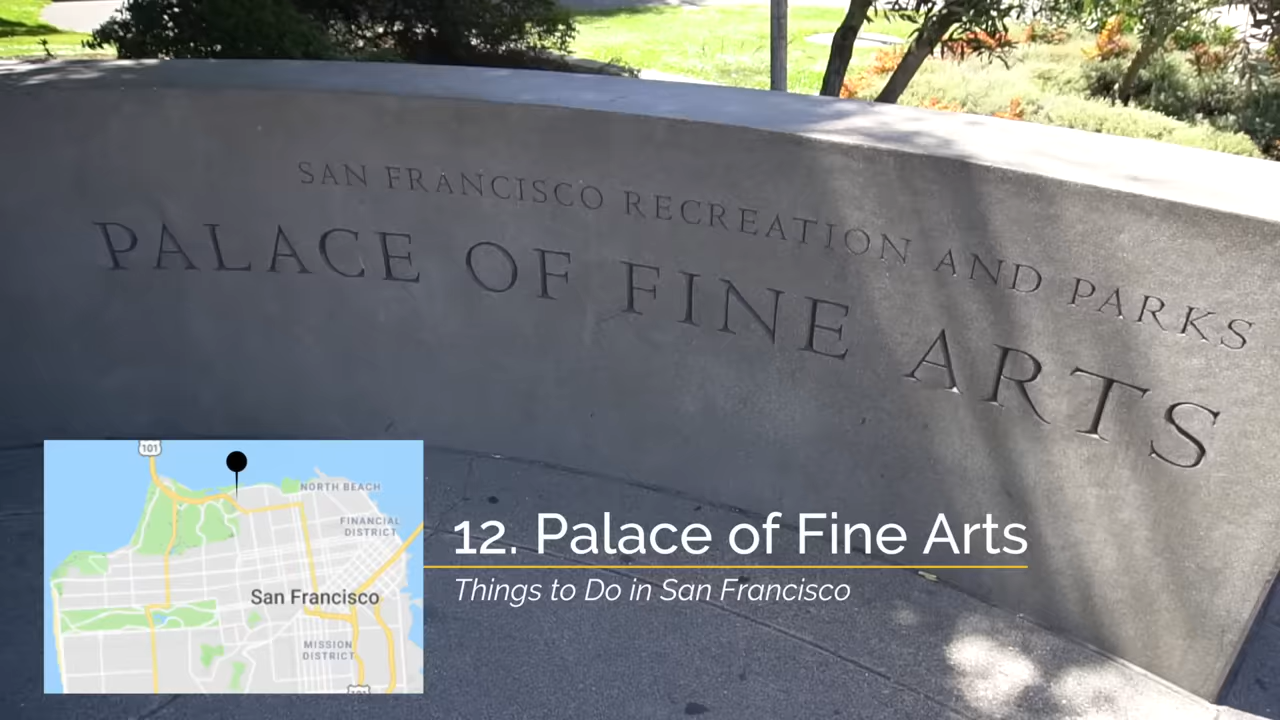 SAN FRANCISCO RECREATION AND PARKS
PALACE OF FINE ARTS
101
NORTH BEACH
FINANCIAL
DISTRICT
San Francisco
MISSION
DISTRICT
12. Palace of Fine Arts
Things to Do in San Francisco